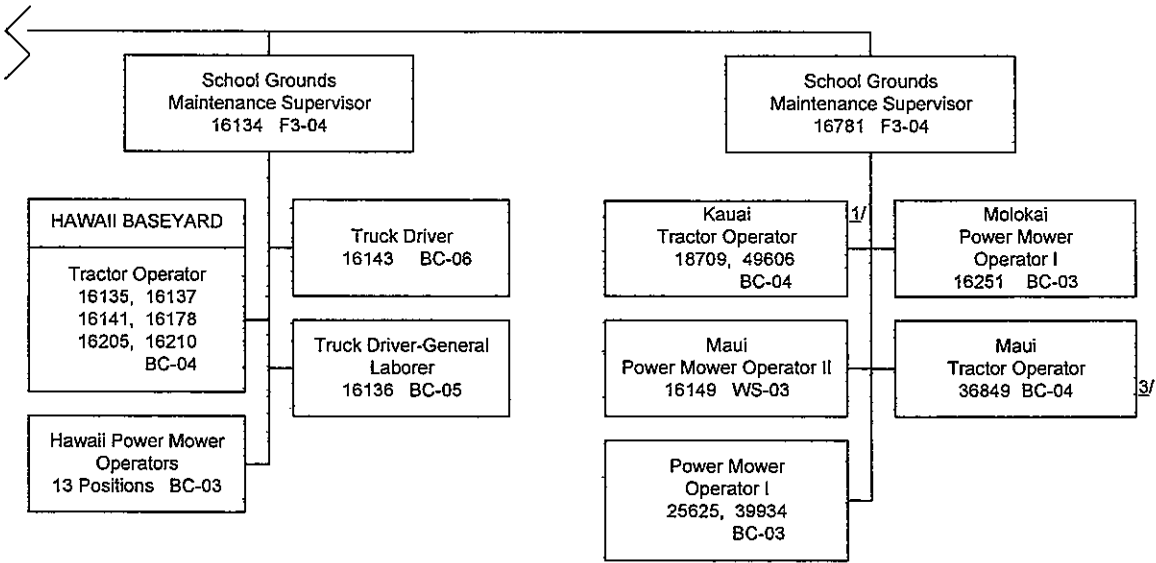 School Grounds
Maintenance Supervisor
16134 F3-04
School Grounds
Maintenance Supervisor
16781 F3-04
HAWAII BASEYARD
Tractor Operator
16135, 16137
16141, 16178
16205, 16210
BC-04
Truck Driver
16143 BC-06
Truck Driver-General
Laborer
16136 BC-05
Hawaii Power Mower
Operators
13 Positions BC-03
Kauai
Tractor Operator
18709, 49606
BC-04
1/
Molokai
Power Mower
Operator I
16251 BC-03
Maui
Power Mower Operator II
16149 WS-03
Maui
Tractor Operator
36849 BC-04
3/
Power Mower
Operator I
25625, 39934
BC-03